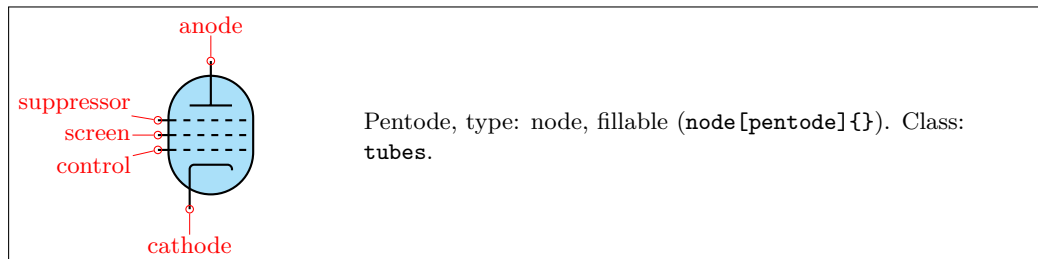 anode
suppressor
screen
control
cathode
Pentode, type: node, fillable (node[pentode]{}). Class:
tubes.